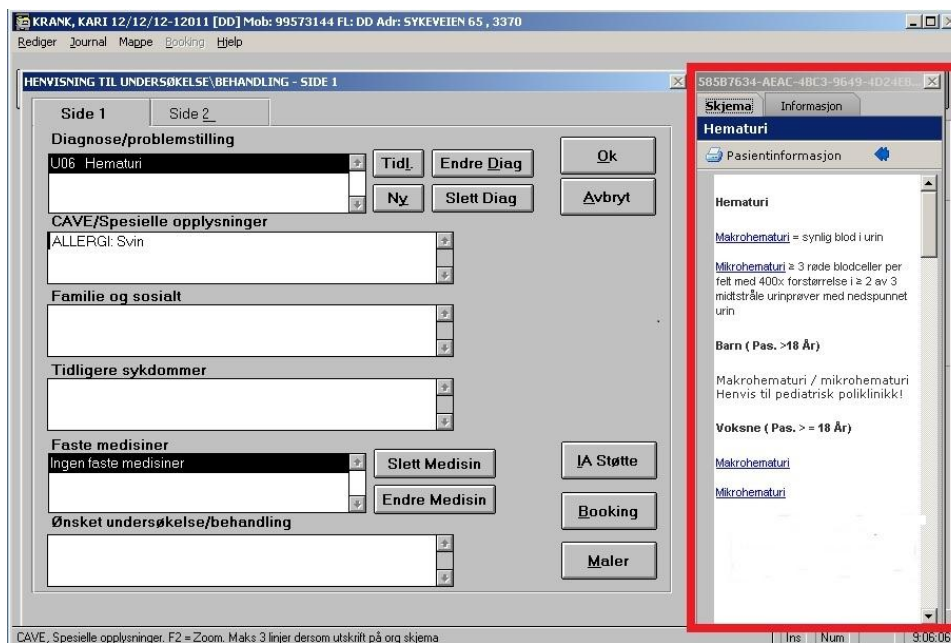 KRANK, KARI 12/12/12-12011 [DD] Mob: 99573144 FL: DD Adr: SYKEVEIEN 65 , 3370
Rediger Journal Mappe Booking Hjelp
HENVISNING TIL UNDERSØKELSE\BEHANDLING - SIDE 1
Side 1 Side 2
Diagnose/problemstilling
U06 Hematuri
Tidl. Endre Diag Ok
Ny Slett Diag Avbryt
CAVE/Spesielle opplysninger
ALLERGI: Svin
Familie og sosialt
Tidligere sykdommer
Faste medisiner
Ingen faste medisiner
Slett Medisin IA Støtte
Endre Medisin Booking
Ønsket undersøkelse/behandling
Maler
585B7634-AEAC-4BC3-9649-4D24EB...
Skjema Informasjon
Hematuri
Pasientinformasjon
Hematuri
Makrohematuri = synlig blod i urin
Mikrohematuri ≥ 3 røde blodceller per
felt med 400x forstørrelse i ≥ 2 av 3
midtstråle urinprøver med nedspunnet
urin
Barn ( Pas. >18 År)
Makrohematuri / mikrohematuri
Henvis til pediatrisk poliklinikk!
Voksne ( Pas. > = 18 År)
Makrohematuri
Mikrohematuri
CAVE, Spesielle opplysninger. F2 = Zoom. Maks 3 linjer dersom utskrift på org skjema
Ins Num 9:06:06